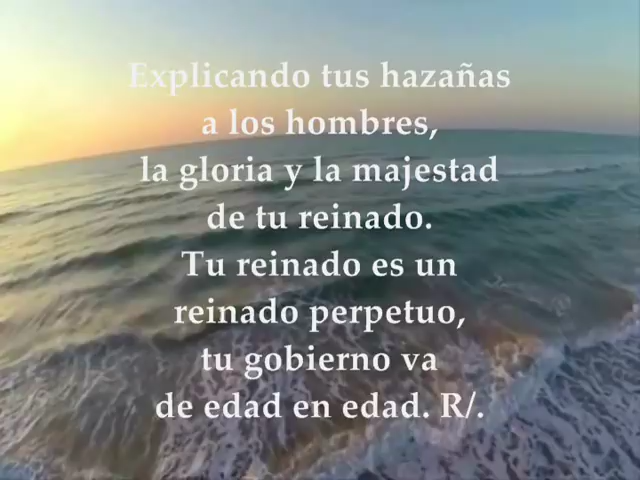 Explicando tus hazañas
a los hombres,
la gloria y la majestad
de tu reinado.
Tu reinado es un
reinado perpetuo,
tu gobierno va
de edad en edad. R/.